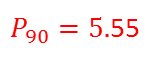 P₉₀ = 5.55